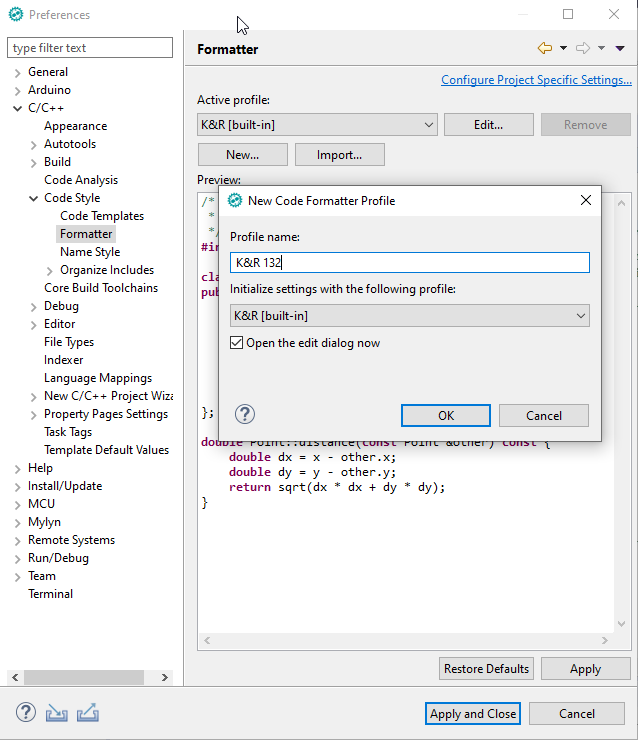 Preferences
type filter text
General
Arduino
C/C++
Appearance
Autotools
Build
Code Analysis
Code Style
Code Templates
Formatter
Name Style
Organize Includes
Core Build Toolchains
Debug
Editor
File Types
Indexer
Language Mappings
New C/C++ Project Wiza
Property Pages Settings
Task Tags
Template Default Values
Help
Install/Update
MCU
Mylyn
Remote Systems
Run/Debug
Team
Terminal
Formatter
Configure Project Specific Settings...
Active profile:
K&R [built-in]
Edit...
Remove
New...
Import...
Preview:
/*
*
*/
#in
cla
pub
};
double Point::distance(const Point &other) const {
double dx = x - other.x;
double dy = y - other.y;
return sqrt(dx * dx + dy * dy);
}
New Code Formatter Profile
Profile name:
K&R 132
Initialize settings with the following profile:
K&R [built-in]
Open the edit dialog now
OK
Cancel
Restore Defaults
Apply
Apply and Close
Cancel